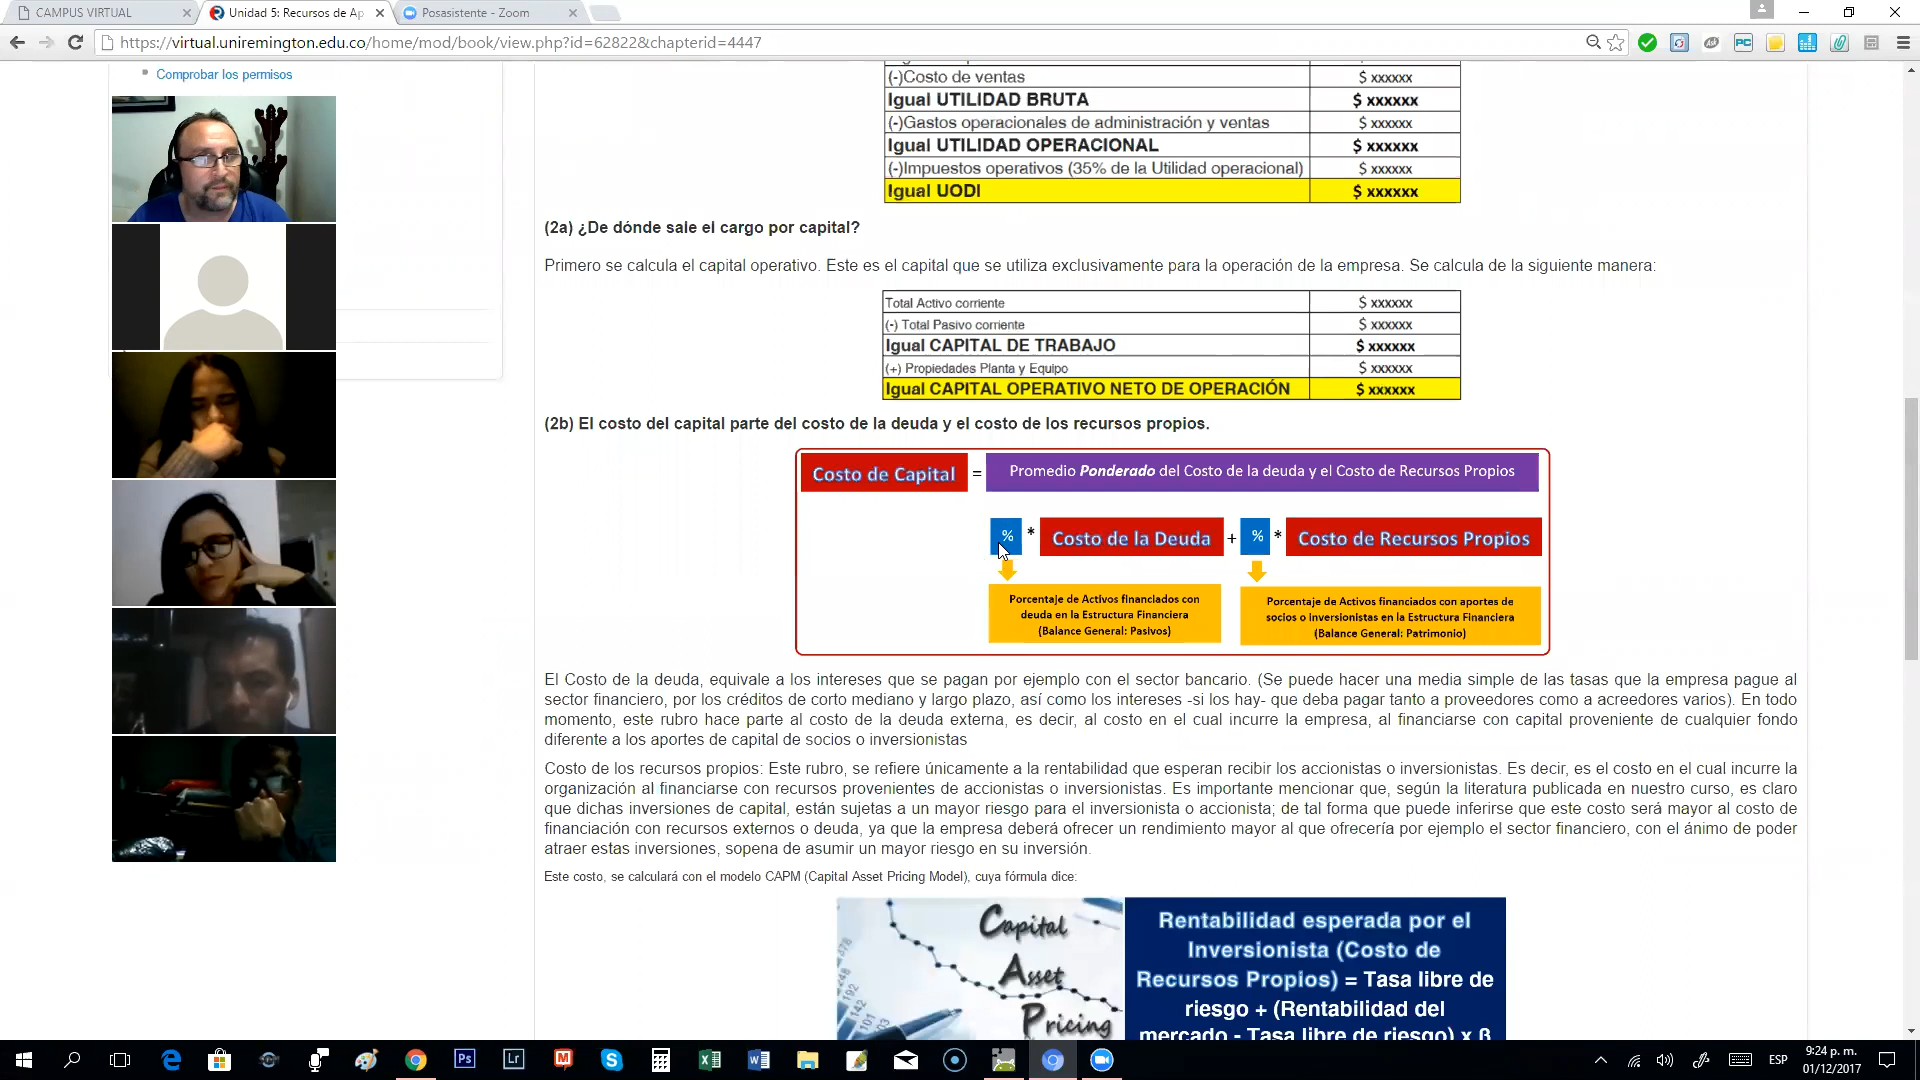 CAMPUS VIRTUAL
Unidad 5: Recursos de Ap
Posasistente - Zoom
https://virtual.uniremington.edu.co/home/mod/book/view.php?id=62822&chapterid=4447
Comprobar los permisos
(-)Costo de ventas $ xxxxxx
Igual UTILIDAD BRUTA $ xxxxxx
(-)Gastos operacionales de administración y ventas $ xxxxxx
Igual UTILIDAD OPERACIONAL $ xxxxxx
(-)Impuestos operativos (35% de la Utilidad operacional) $ xxxxxx
Igual UODI $ xxxxxx
(2a) ¿De dónde sale el cargo por capital?
Primero se calcula el capital operativo. Este es el capital que se utiliza exclusivamente para la operación de la empresa. Se calcula de la siguiente manera:
Total Activo corriente $ xxxxxx
(-) Total Pasivo corriente $ xxxxxx
Igual CAPITAL DE TRABAJO $ xxxxxx
(+) Propiedades Planta y Equipo $ xxxxxx
Igual CAPITAL OPERATIVO NETO DE OPERACIÓN $ xxxxxx
(2b) El costo del capital parte del costo de la deuda y el costo de los recursos propios.
Costo de Capital = Promedio Ponderado del Costo de la deuda y el Costo de Recursos Propios
% * Costo de la Deuda + % * Costo de Recursos Propios
Porcentaje de Activos financiados con
deuda en la Estructura Financiera
(Balance General: Pasivos)
Porcentaje de Activos financiados con aportes de
socios o inversionistas en la Estructura Financiera
(Balance General: Patrimonio)
El Costo de la deuda, equivale a los intereses que se pagan por ejemplo con el sector bancario. (Se puede hacer una media simple de las tasas que la empresa pague al
sector financiero, por los créditos de corto mediano y largo plazo, así como los intereses -si los hay- que deba pagar tanto a proveedores como a acreedores varios). En todo
momento, este rubro hace parte al costo de la deuda externa, es decir, al costo en el cual incurre la empresa, al financiarse con capital proveniente de cualquier fondo
diferente a los aportes de capital de socios o inversionistas
Costo de los recursos propios: Este rubro, se refiere únicamente a la rentabilidad que esperan recibir los accionistas o inversionistas. Es decir, es el costo en el cual incurre la
organización al financiarse con recursos provenientes de accionistas o inversionistas. Es importante mencionar que, según la literatura publicada en nuestro curso, es claro
que dichas inversiones de capital, están sujetas a un mayor riesgo para el inversionista o accionista; de tal forma que puede inferirse que este costo será mayor al costo de
financiación con recursos externos o deuda, ya que la empresa deberá ofrecer un rendimiento mayor al que ofrecería por ejemplo el sector financiero, con el ánimo de poder
atraer estas inversiones, sopena de asumir un mayor riesgo en su inversión.
Este costo, se calculará con el modelo CAPM (Capital Asset Pricing Model), cuya fórmula dice:
Capital
Asset
Pricing
Rentabilidad esperada por el
Inversionista (Costo de
Recursos Propios) = Tasa libre de
riesgo + (Rentabilidad del
mercado - Tasa libre de riesgo) x β
ESP
9:24 p. m.
01/12/2017